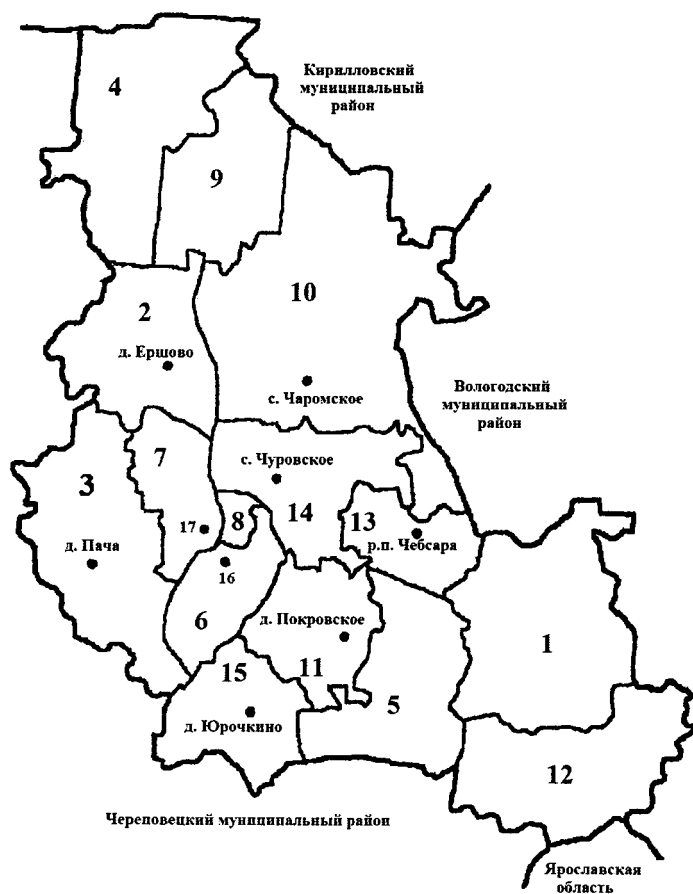 Кирилловский
муниципальный
район
4
9
10
2
д. Ершово
с. Чаромское
Вологодский
муниципальный
район
с. Чуровское
7
3
8
14
13
17
р.п. Чебсара
д. Пача
16
6
д. Покровское
1
15
11
5
д. Юрочкино
12
Череповецкий муниципальный район
Ярославская
область